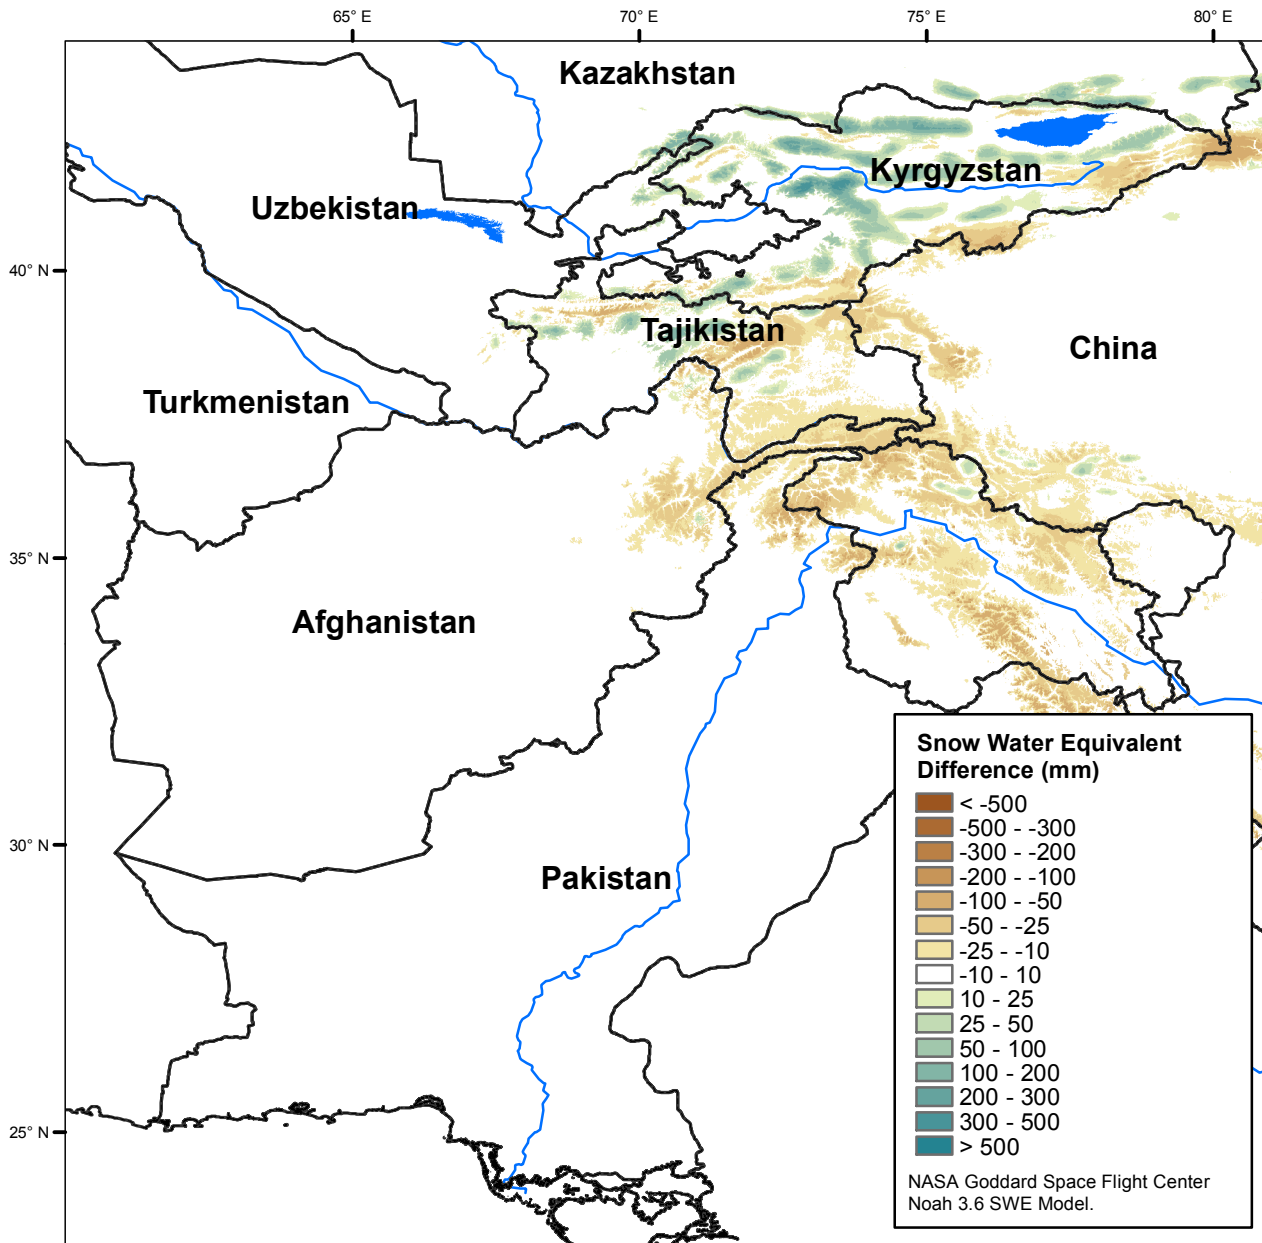 65° E
70° E
75° E
80° E
Kazakhstan
Kyrgyzstan
Uzbekistan
40° N
Tajikistan
China
Turkmenistan
35° N
Afghanistan
30° N
Pakistan
25° N
Snow Water Equivalent
Difference (mm)
< -500
-500 - -300
-300 - -200
-200 - -100
-100 - -50
-50 - -25
-25 - -10
-10 - 10
10 - 25
25 - 50
50 - 100
100 - 200
200 - 300
300 - 500
> 500
NASA Goddard Space Flight Center
Noah 3.6 SWE Model.